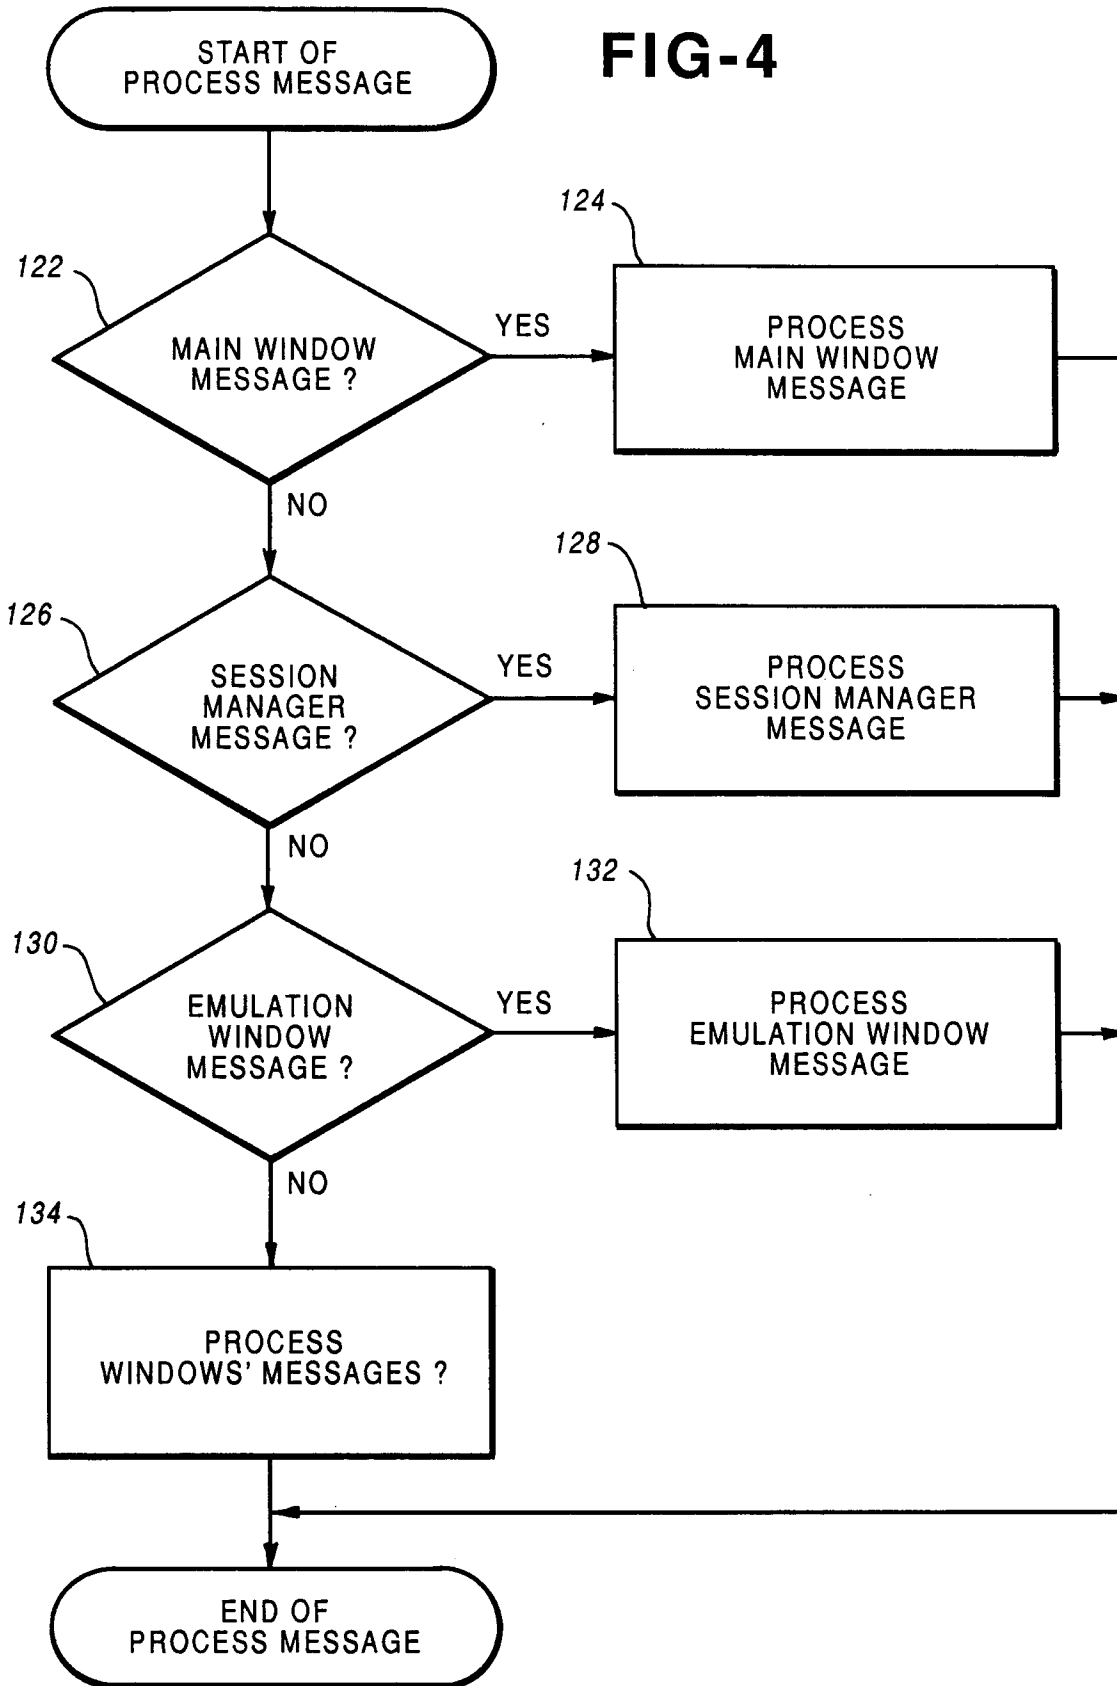 START OF
PROCESS MESSAGE
FIG-4
122
MAIN WINDOW
MESSAGE ?
YES
124
PROCESS
MAIN WINDOW
MESSAGE
NO
126
SESSION
MANAGER
MESSAGE ?
YES
128
PROCESS
SESSION MANAGER
MESSAGE
NO
130
EMULATION
WINDOW
MESSAGE ?
YES
132
PROCESS
EMULATION WINDOW
MESSAGE
NO
134
PROCESS
WINDOWS' MESSAGES ?
END OF
PROCESS MESSAGE